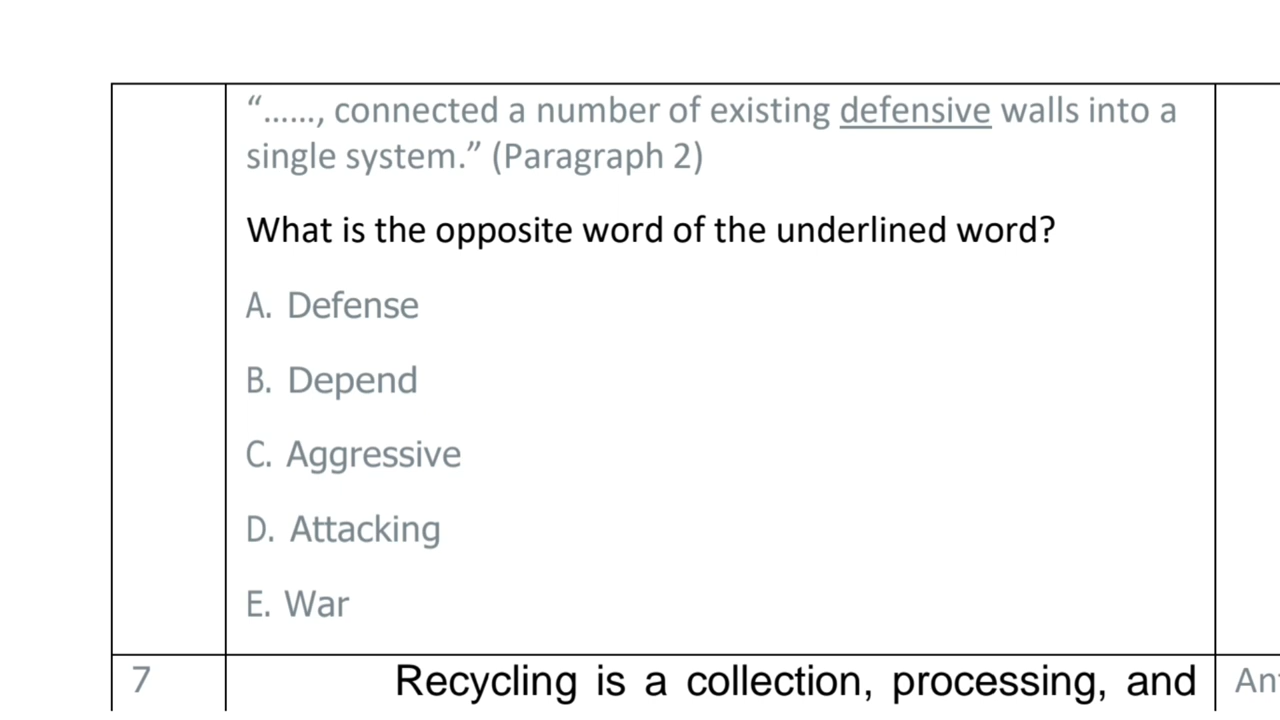 “......, connected a number of existing defensive walls into a
single system.” (Paragraph 2)
What is the opposite word of the underlined word?
A. Defense
B. Depend
C. Aggressive
D. Attacking
E. War
7
Recycling is a collection, processing, and